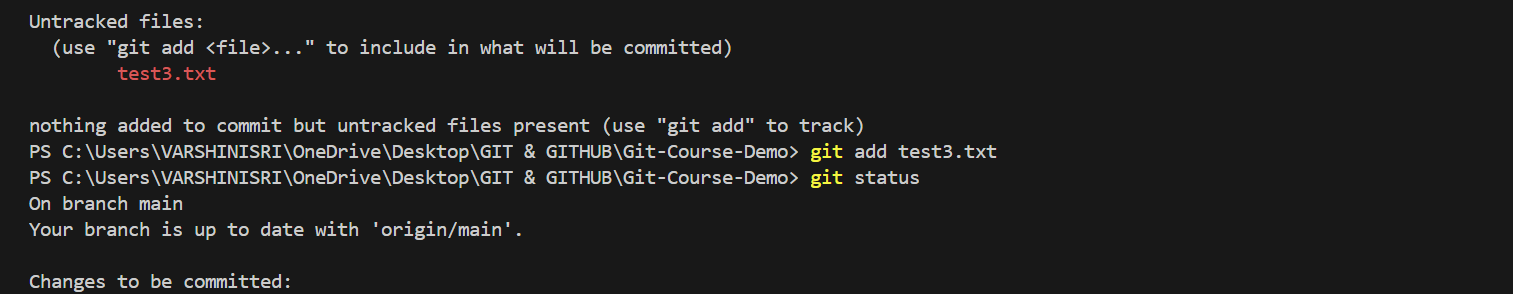 Untracked files:
  (use "git add <file>..." to include in what will be committed)
        test3.txt

nothing added to commit but untracked files present (use "git add" to track)
PS C:\Users\VARSHINISRI\OneDrive\Desktop\GIT & GITHUB\Git-Course-Demo> git add test3.txt
PS C:\Users\VARSHINISRI\OneDrive\Desktop\GIT & GITHUB\Git-Course-Demo> git status
On branch main
Your branch is up to date with 'origin/main'.

Changes to be committed: